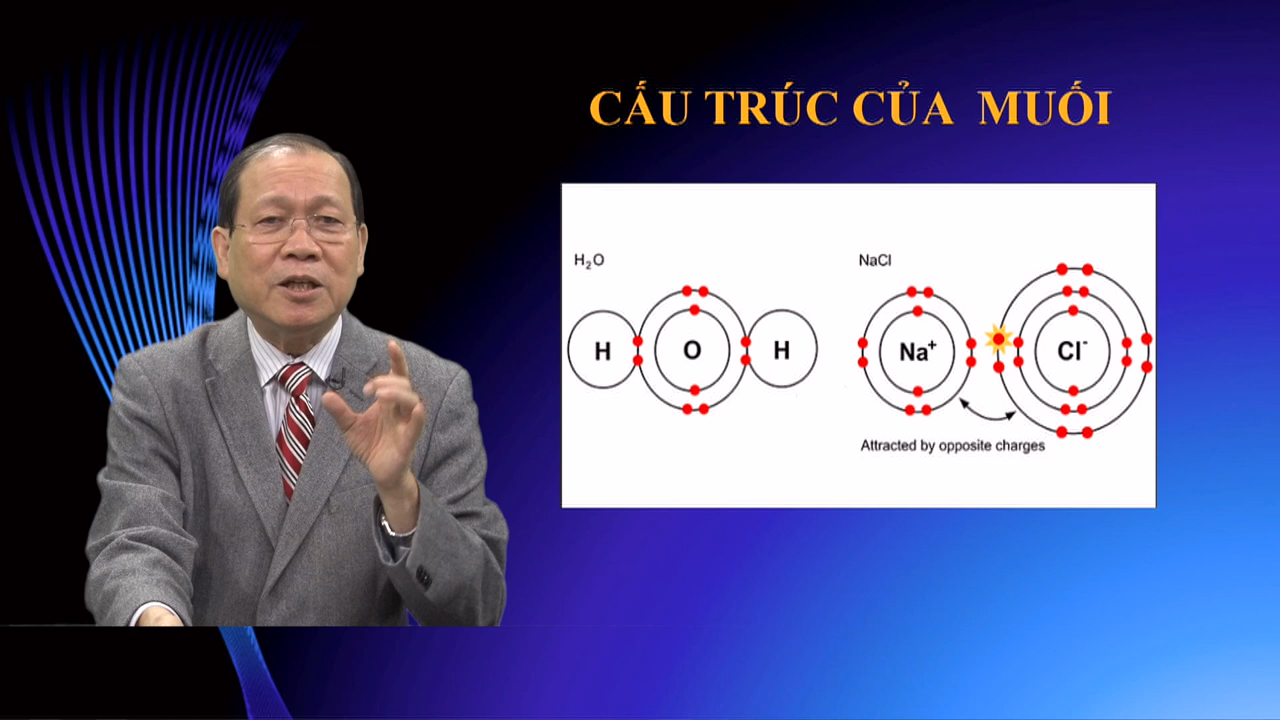 CẤU TRÚC CỦA MUỐI
H₂O
NaCl
H
O
H
Na⁺
Cl⁻
Attracted by opposite charges